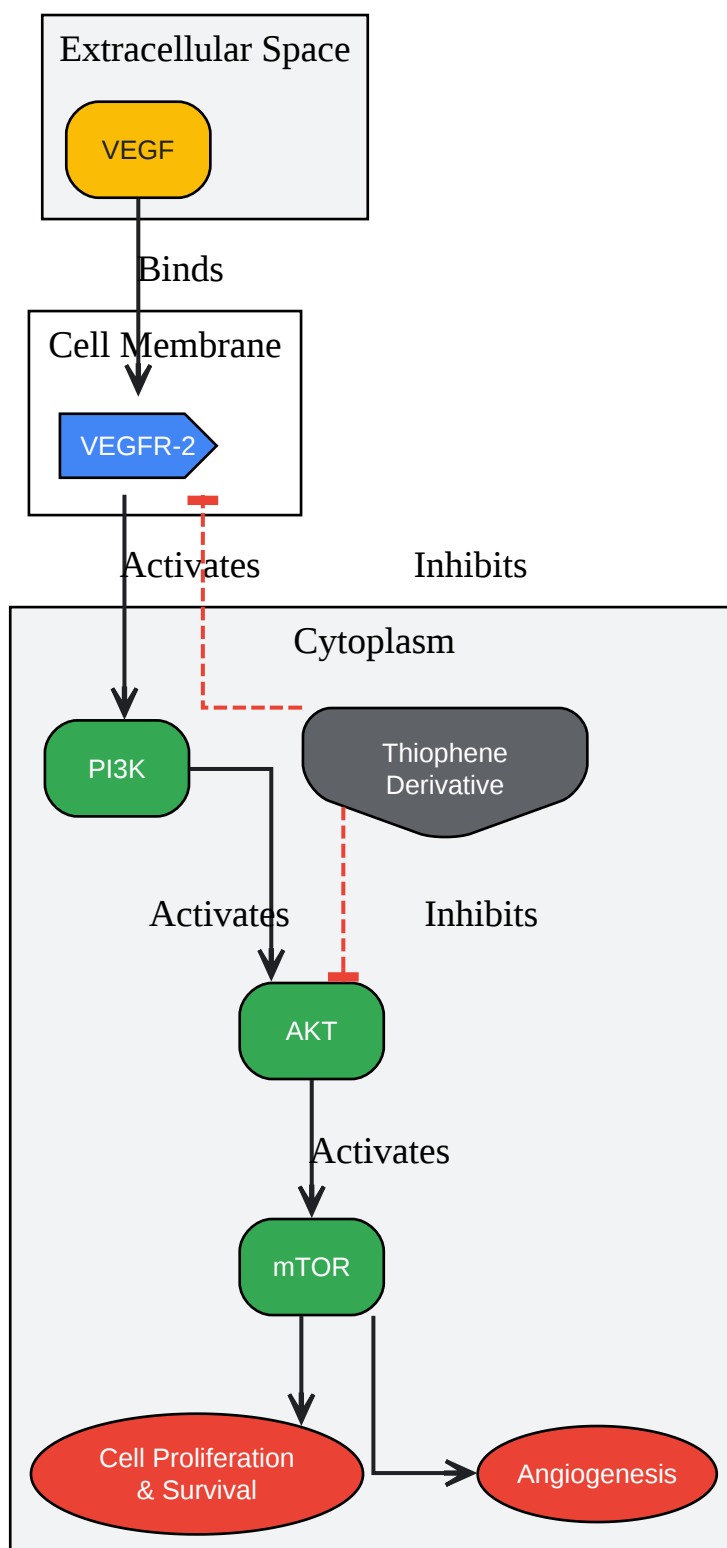 Extracellular Space
VEGF
Binds
Cell Membrane
VEGFR-2
Activates
Inhibits
Cytoplasm
PI3K
Thiophene
Derivative
Activates
Inhibits
AKT
Activates
mTOR
Cell Proliferation
& Survival
Angiogenesis